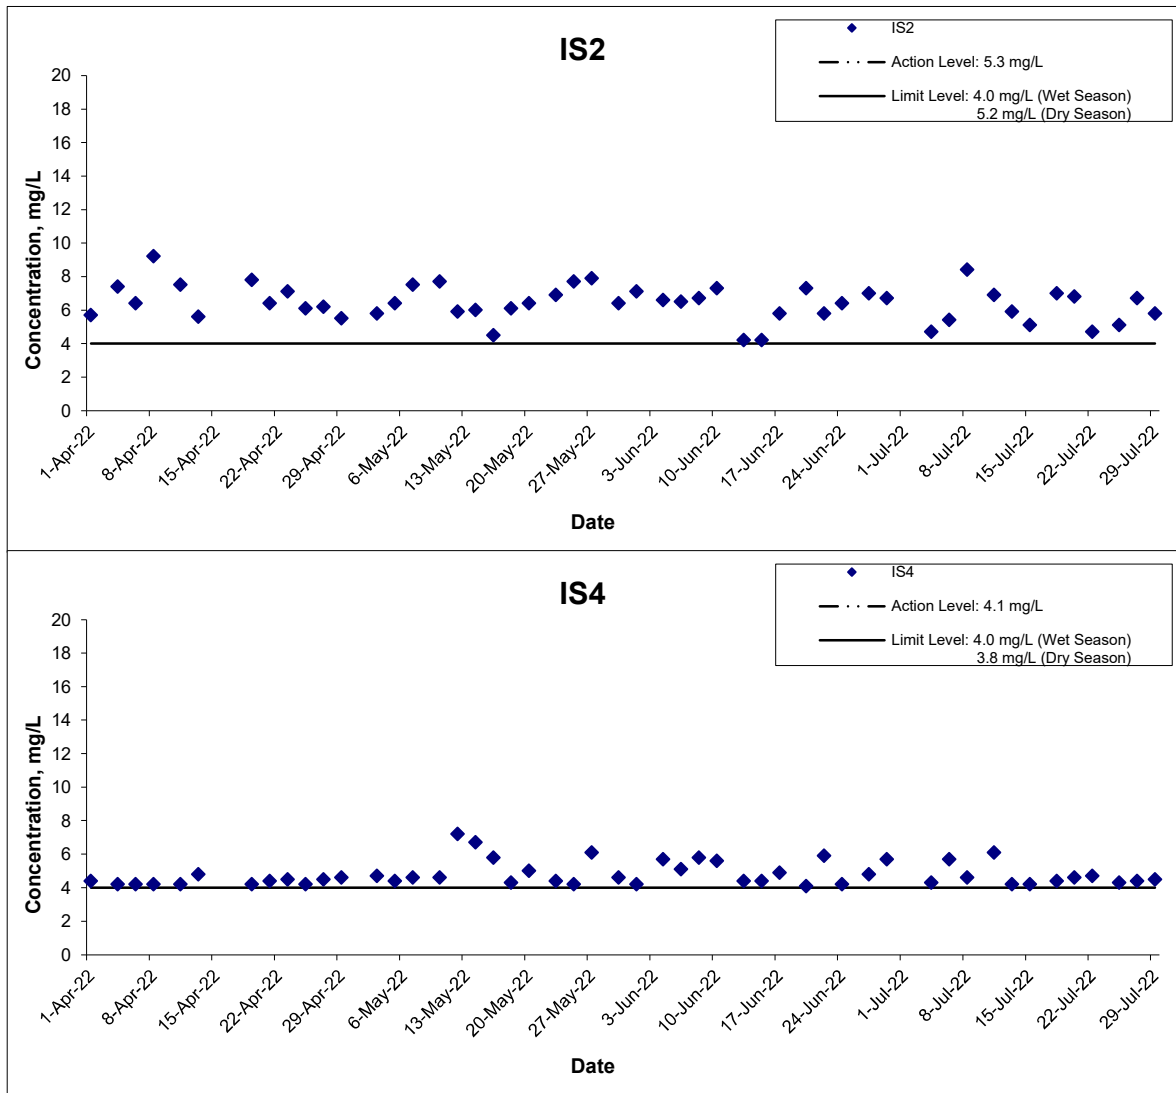 IS2
IS2
Action Level: 5.3 mg/L
Limit Level: 4.0 mg/L (Wet Season)
5.2 mg/L (Dry Season)
Concentration, mg/L
20
18
16
14
12
10
8
6
4
2
0
1-Apr-22
8-Apr-22
15-Apr-22
22-Apr-22
29-Apr-22
6-May-22
13-May-22
20-May-22
27-May-22
3-Jun-22
10-Jun-22
17-Jun-22
24-Jun-22
1-Jul-22
8-Jul-22
15-Jul-22
22-Jul-22
29-Jul-22
Date
IS4
IS4
Action Level: 4.1 mg/L
Limit Level: 4.0 mg/L (Wet Season)
3.8 mg/L (Dry Season)
Concentration, mg/L
20
18
16
14
12
10
8
6
4
2
0
1-Apr-22
8-Apr-22
15-Apr-22
22-Apr-22
29-Apr-22
6-May-22
13-May-22
20-May-22
27-May-22
3-Jun-22
10-Jun-22
17-Jun-22
24-Jun-22
1-Jul-22
8-Jul-22
15-Jul-22
22-Jul-22
29-Jul-22
Date